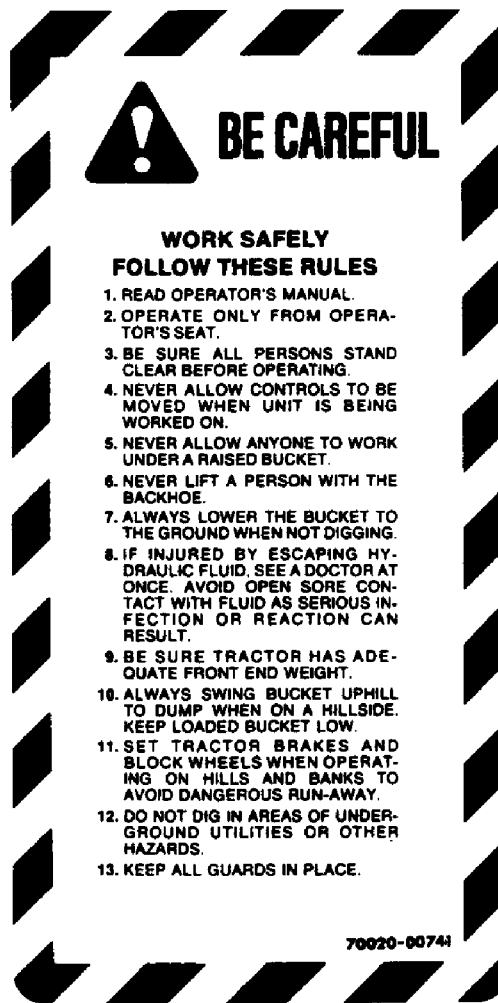 BE CAREFUL
WORK SAFELY
FOLLOW THESE RULES
1. READ OPERATOR'S MANUAL.
2. OPERATE ONLY FROM OPERA-
TOR'S SEAT.
3. BE SURE ALL PERSONS STAND
CLEAR BEFORE OPERATING.
4. NEVER ALLOW CONTROLS TO BE
MOVED WHEN UNIT IS BEING
WORKED ON.
5. NEVER ALLOW ANYONE TO WORK
UNDER A RAISED BUCKET.
6. NEVER LIFT A PERSON WITH THE
BACKHOE.
7. ALWAYS LOWER THE BUCKET TO
THE GROUND WHEN NOT DIGGING.
8. IF INJURED BY ESCAPING HY-
DRAULIC FLUID, SEE A DOCTOR AT
ONCE. AVOID OPEN SORE CON-
TACT WITH FLUID AS SERIOUS IN-
FECTION OR REACTION CAN
RESULT.
9. BE SURE TRACTOR HAS ADE-
QUATE FRONT END WEIGHT.
10. ALWAYS SWING BUCKET UPHILL
TO DUMP WHEN ON A HILLSIDE.
KEEP LOADED BUCKET LOW.
11. SET TRACTOR BRAKES AND
BLOCK WHEELS WHEN OPERAT-
ING ON HILLS AND BANKS TO
AVOID DANGEROUS RUN-AWAY.
12. DO NOT DIG IN AREAS OF UNDER-
GROUND UTILITIES OR OTHER
HAZARDS.
13. KEEP ALL GUARDS IN PLACE.
70020-00741